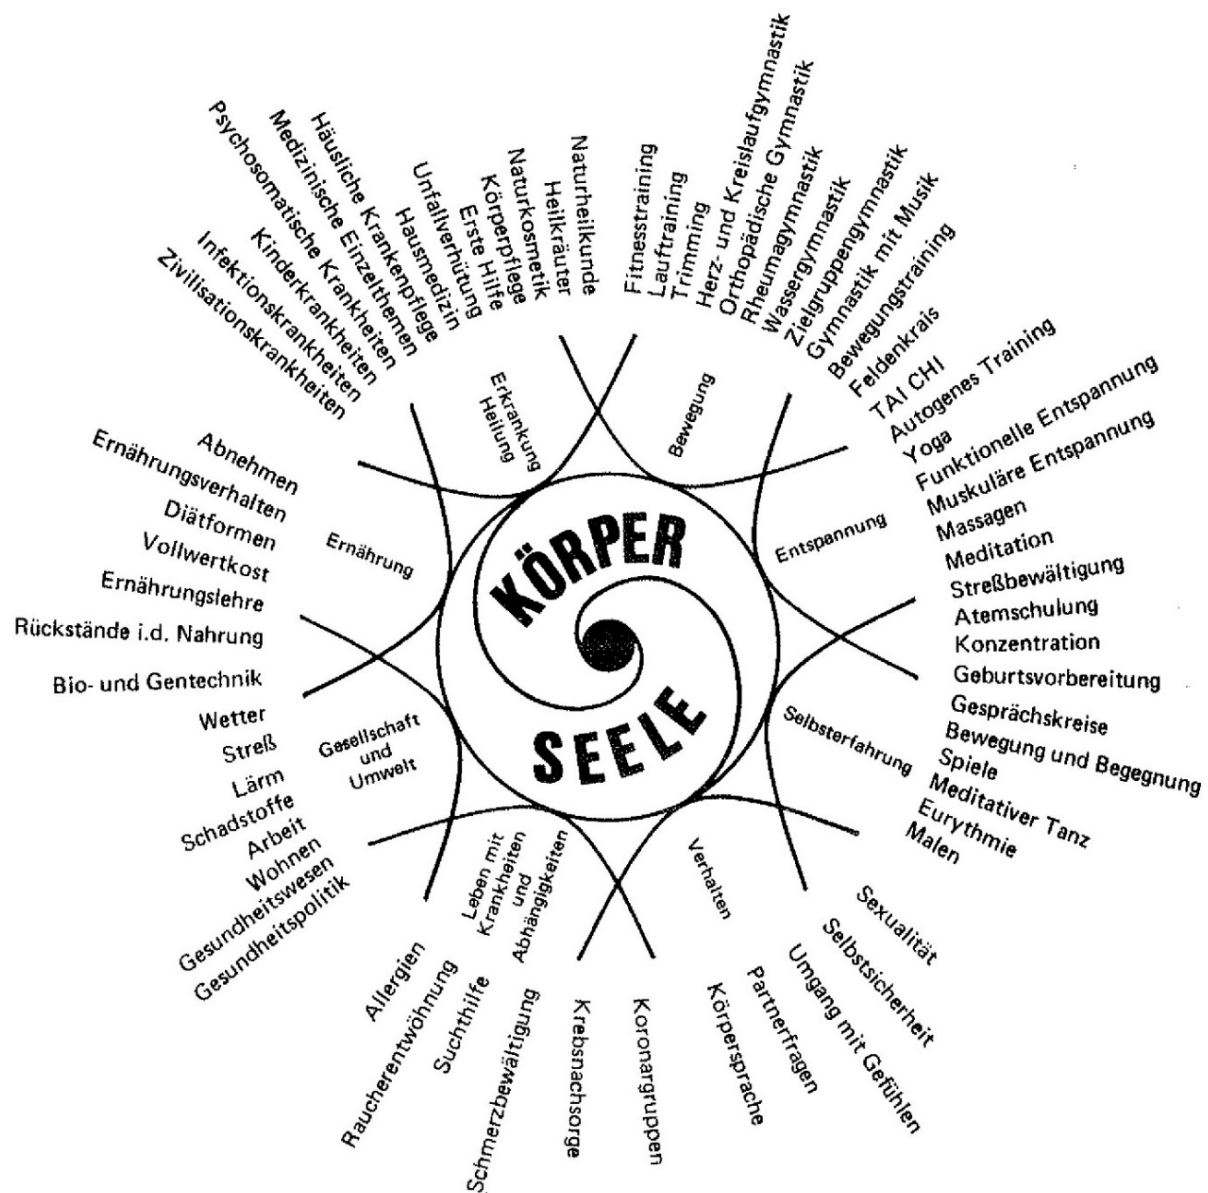 KÖRPER
SEELE
Erkrankung
Heilung
Bewegung
Entspannung
Selbsterfahrung
Verhalten
Leben mit
Krankheiten
und
Abhängigkeiten
Gesellschaft
und
Umwelt
Ernährung
Fitnesstraining
Lauftraining
Trimming
Herz- und Kreislaufgymnastik
Orthopädische Gymnastik
Rheumagymnastik
Wassergymnastik
Zielgruppengymnastik
Gymnastik mit Musik
Bewegungstraining
Feldenkrais
TAI CHI
Autogenes Training
Yoga
Funktionelle Entspannung
Muskuläre Entspannung
Massagen
Meditation
Streßbewältigung
Atemschulung
Konzentration
Geburtsvorbereitung
Gesprächskreise
Bewegung und Begegnung
Spiele
Meditativer Tanz
Eurythmie
Malen
Sexualität
Selbstsicherheit
Umgang mit Gefühlen
Partnerfragen
Körpersprache
Koronargruppen
Krebsnachsorge
Schmerzbewältigung
Suchthilfe
Raucherentwöhnung
Allergien
Gesundheitspolitik
Gesundheitswesen
Wohnen
Arbeit
Schadstoffe
Lärm
Streß
Wetter
Bio- und Gentechnik
Rückstände i.d. Nahrung
Ernährungslehre
Vollwertkost
Diätformen
Ernährungsverhalten
Abnehmen
Zivilisationskrankheiten
Infektionskrankheiten
Kinderkrankheiten
Psychosomatische Krankheiten
Medizinische Einzelthemen
Häusliche Krankenpflege
Hausmedizin
Unfallverhütung
Erste Hilfe
Körperpflege
Naturkosmetik
Heilkräuter
Naturheilkunde